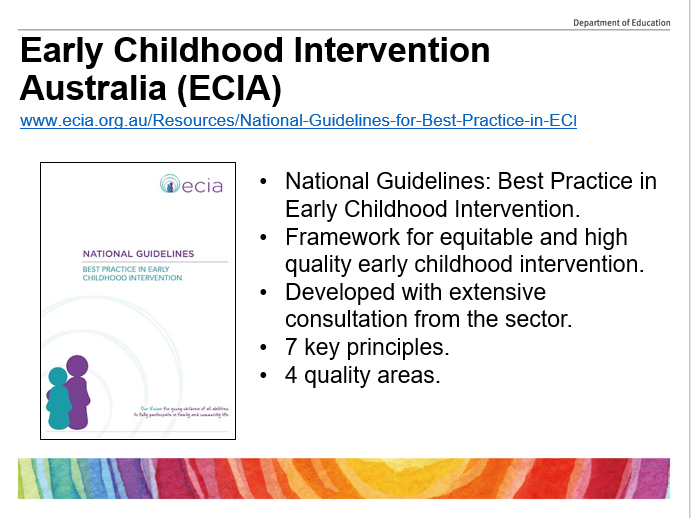 Department of Education
Early Childhood Intervention
Australia (ECIA)
www.ecia.org.au/Resources/National-Guidelines-for-Best-Practice-in-ECI
ecia
NATIONAL GUIDELINES
BEST PRACTICE IN EARLY
CHILDHOOD INTERVENTION
Our Vision for young children of all abilities
to fully participate in family and community life
• National Guidelines: Best Practice in
Early Childhood Intervention.
• Framework for equitable and high
quality early childhood intervention.
• Developed with extensive
consultation from the sector.
• 7 key principles.
• 4 quality areas.